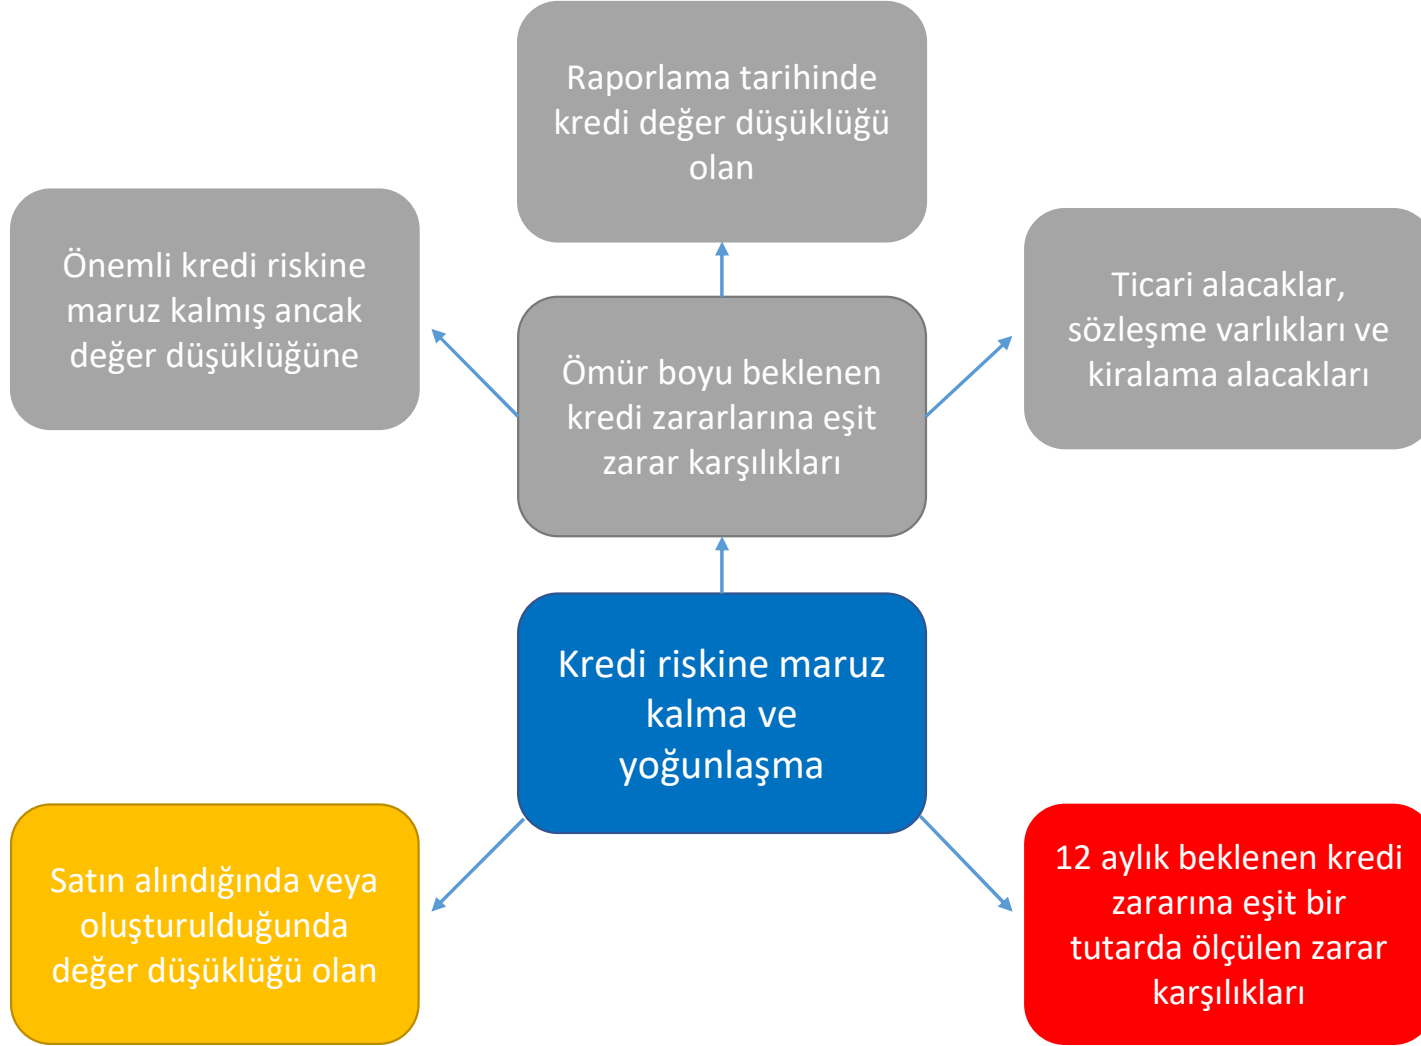 Raporlama tarihinde
kredi değer düşüklüğü
olan
Önemli kredi riskine
maruz kalmış ancak
değer düşüklüğüne
Ticari alacaklar,
sözleşme varlıkları ve
kiralama alacakları
Ömür boyu beklenen
kredi zararlarına eşit
zarar karşılıkları
Kredi riskine maruz
kalma ve
yoğunlaşma
Satın alındığında veya
oluşturulduğunda
değer düşüklüğü olan
12 aylık beklenen kredi
zararına eşit bir
tutarda ölçülen zarar
karşılıkları